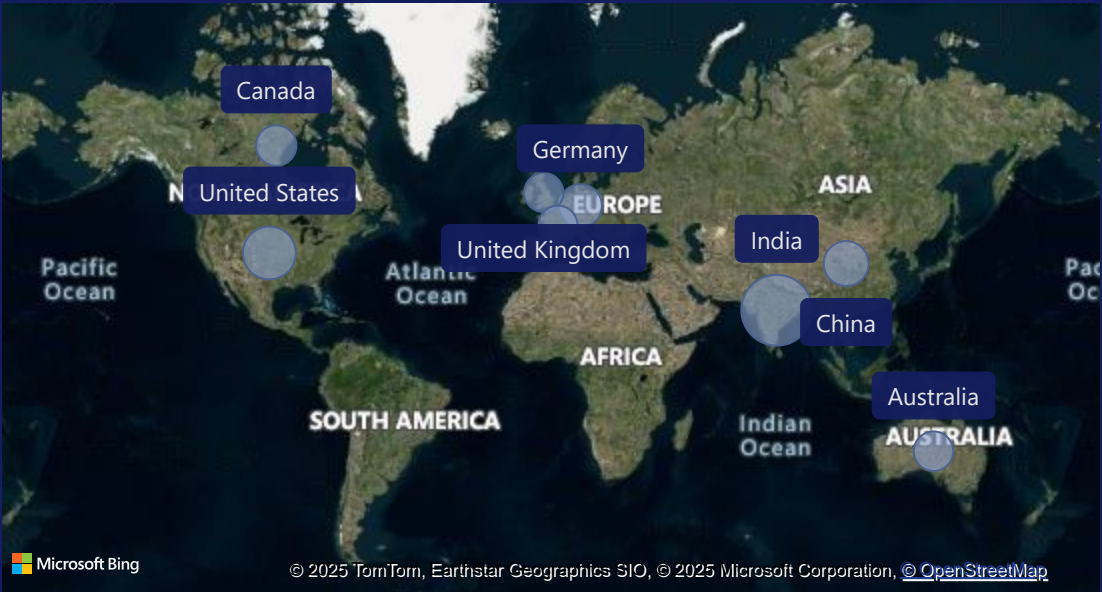 Canada
Germany
N
United States
A
ASIA
EUROPE
India
United Kingdom
Pacific
Ocean
Atlantic
Ocean
Pac
Oc
China
AFRICA
Australia
SOUTH AMERICA
Indian
Ocean
AUSTRALIA
Microsoft Bing
© 2025 TomTom, Earthstar Geographics SIO, © 2025 Microsoft Corporation, © OpenStreetMap